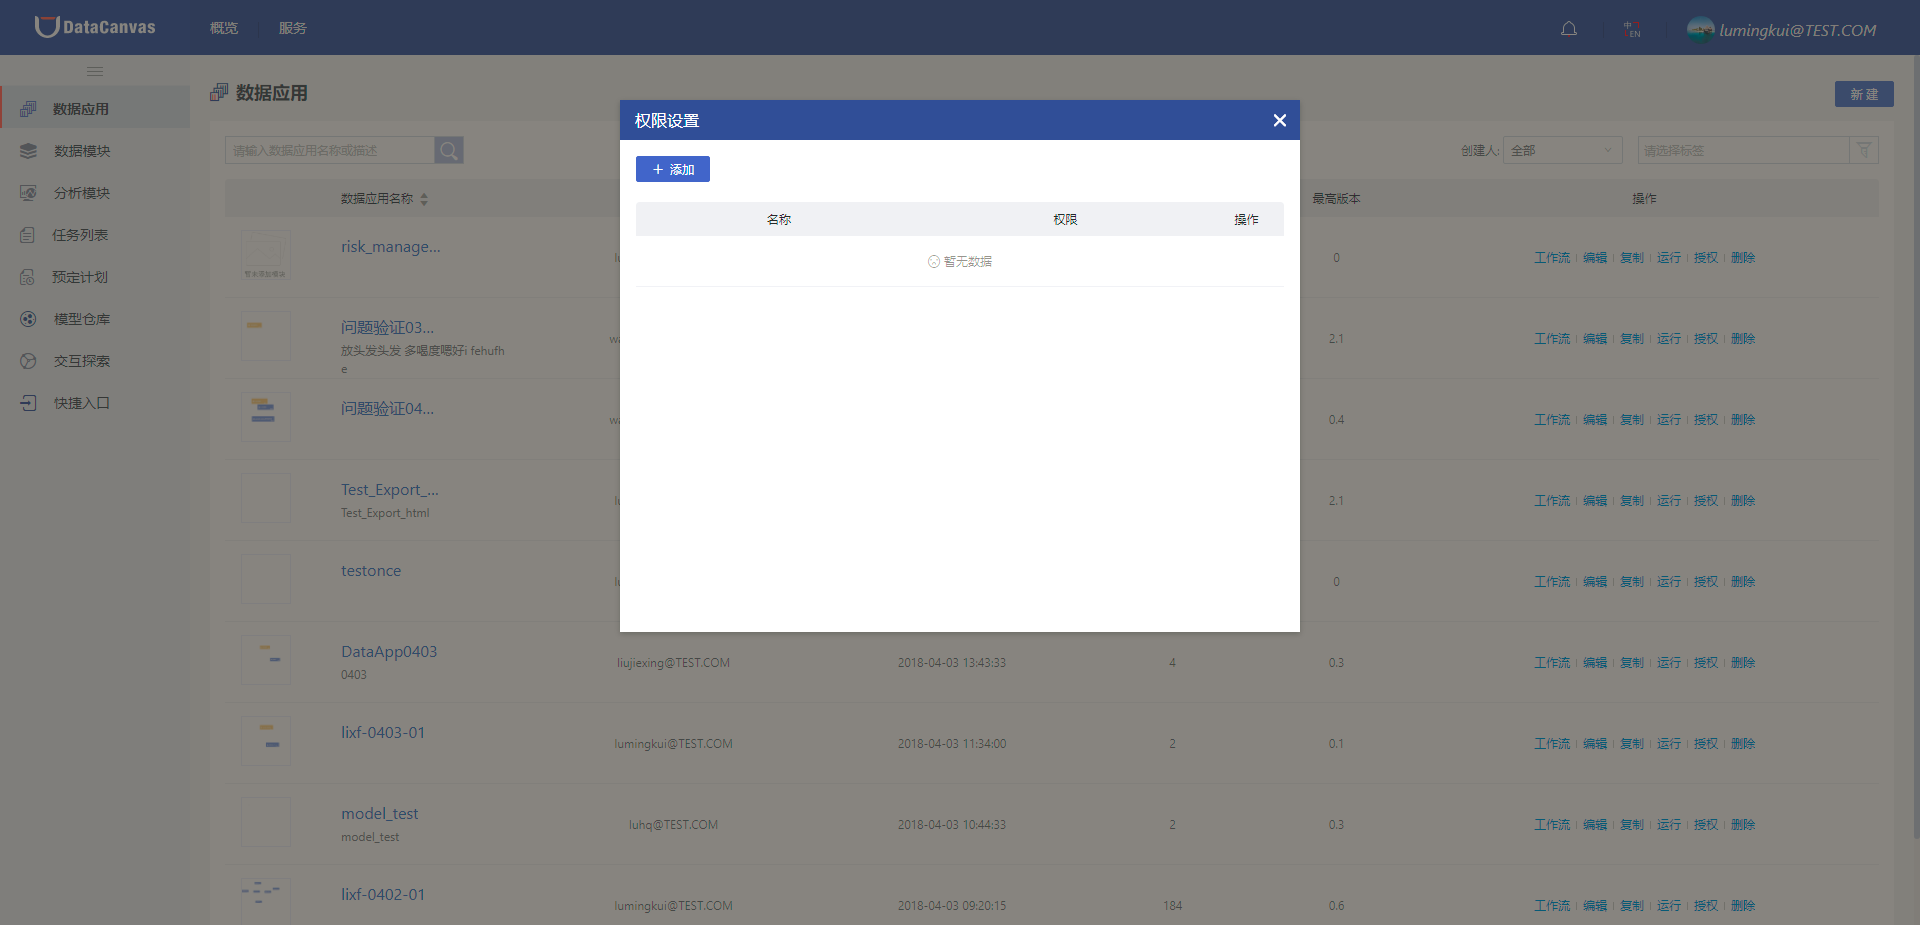 DataCanvas 概览 服务 中 EN lumingkui@TEST.COM
数据应用
数据模块
分析模块
任务列表
预定计划
模型仓库
交互探索
快捷入口
数据应用 新建
请输入数据应用名称或描述 创建人: 全部 请选择标签
数据应用名称 最高版本 操作
权限设置
添加
名称 权限 操作
暂无数据
risk_manage... 0 工作流 编辑 复制 运行 授权 删除
问题验证03... 2.1 工作流 编辑 复制 运行 授权 删除
放头发头发 多喝度嗯好i fehufh
e
问题验证04... 0.4 工作流 编辑 复制 运行 授权 删除
Test_Export_... 2.1 工作流 编辑 复制 运行 授权 删除
Test_Export_html
testonce 0 工作流 编辑 复制 运行 授权 删除
DataApp0403 liujiexing@TEST.COM 2018-04-03 13:43:33 4 0.3 工作流 编辑 复制 运行 授权 删除
0403
lixf-0403-01 lumingkui@TEST.COM 2018-04-03 11:34:00 2 0.1 工作流 编辑 复制 运行 授权 删除
model_test luhq@TEST.COM 2018-04-03 10:44:33 2 0.3 工作流 编辑 复制 运行 授权 删除
model_test
lixf-0402-01 lumingkui@TEST.COM 2018-04-03 09:20:15 184 0.6 工作流 编辑 复制 运行 授权 删除